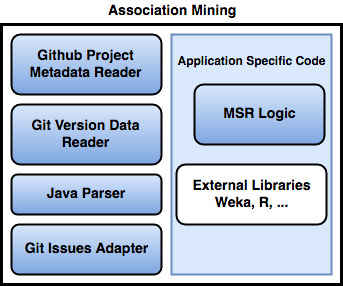 Association Mining
Github Project
Metadata Reader
Git Version Data
Reader
Java Parser
Git Issues Adapter
Application Specific Code
MSR Logic
External Libraries
Weka, R, ...